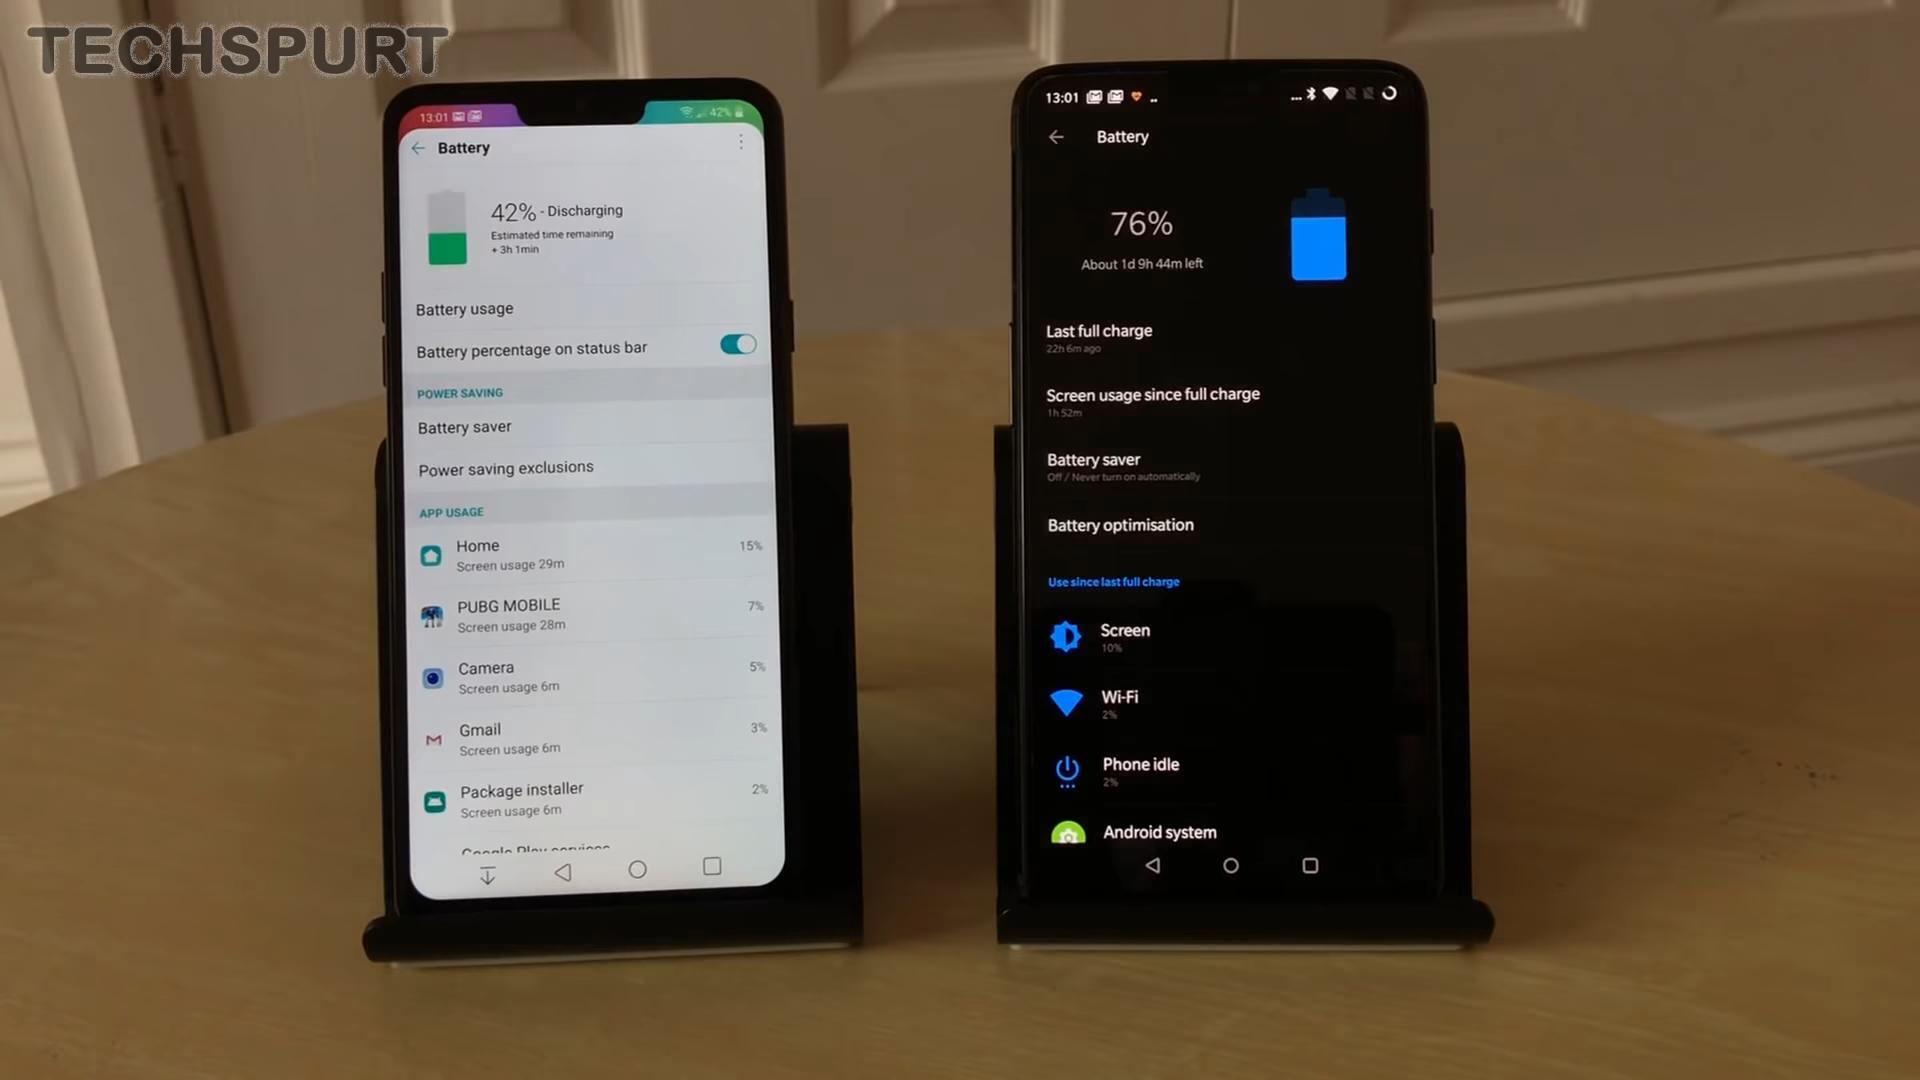 TECHSPURT
13:01
42%
Battery
42% - Discharging
Estimated time remaining
+ 3h 1min
Battery usage
Battery percentage on status bar
POWER SAVING
Battery saver
Power saving exclusions
APP USAGE
Home 15%
Screen usage 29m
PUBG MOBILE 7%
Screen usage 28m
Camera 5%
Screen usage 6m
Gmail 3%
Screen usage 6m
Package installer 2%
Screen usage 6m
Google Play services
13:01
Battery
76%
About 1d 9h 44m left
Last full charge
22h 6m ago
Screen usage since full charge
1h 52m
Battery saver
Off / Never turn on automatically
Battery optimisation
Use since last full charge
Screen
10%
Wi-Fi
2%
Phone idle
2%
Android system